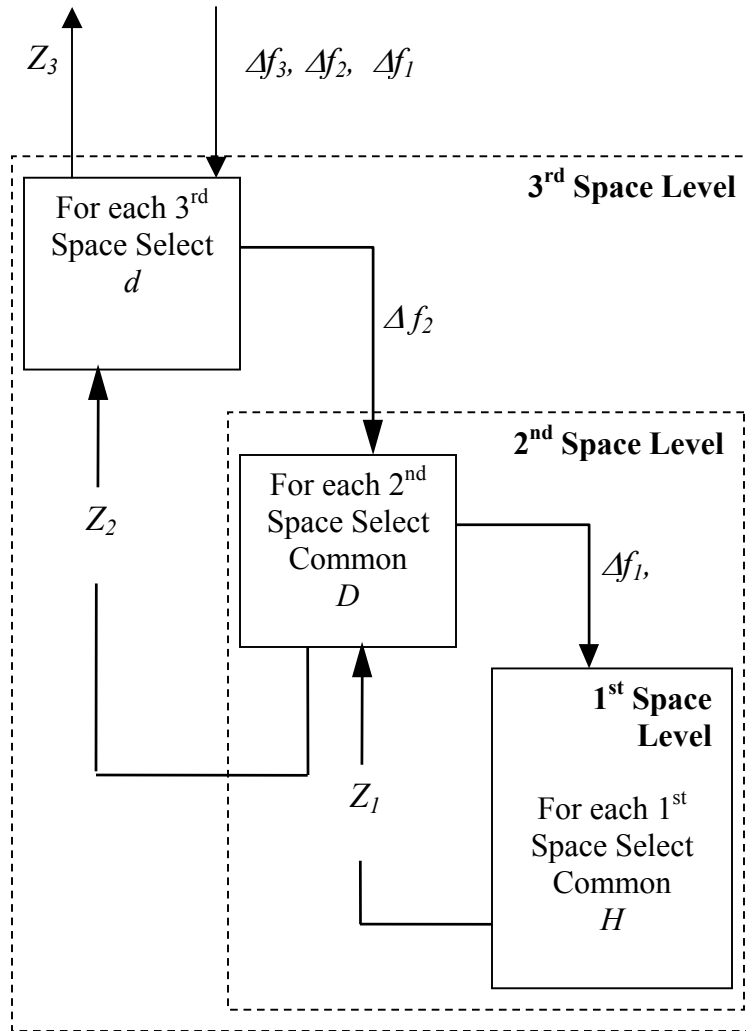 Z₃
Δf₃, Δf₂, Δf₁
3ʳᵈ Space Level
For each 3ʳᵈ
Space Select
d
Δf₂
2ⁿᵈ Space Level
For each 2ⁿᵈ
Space Select
Common
D
Z₂
Δf₁,
1ˢᵗ Space
Level
Z₁
For each 1ˢᵗ
Space Select
Common
H